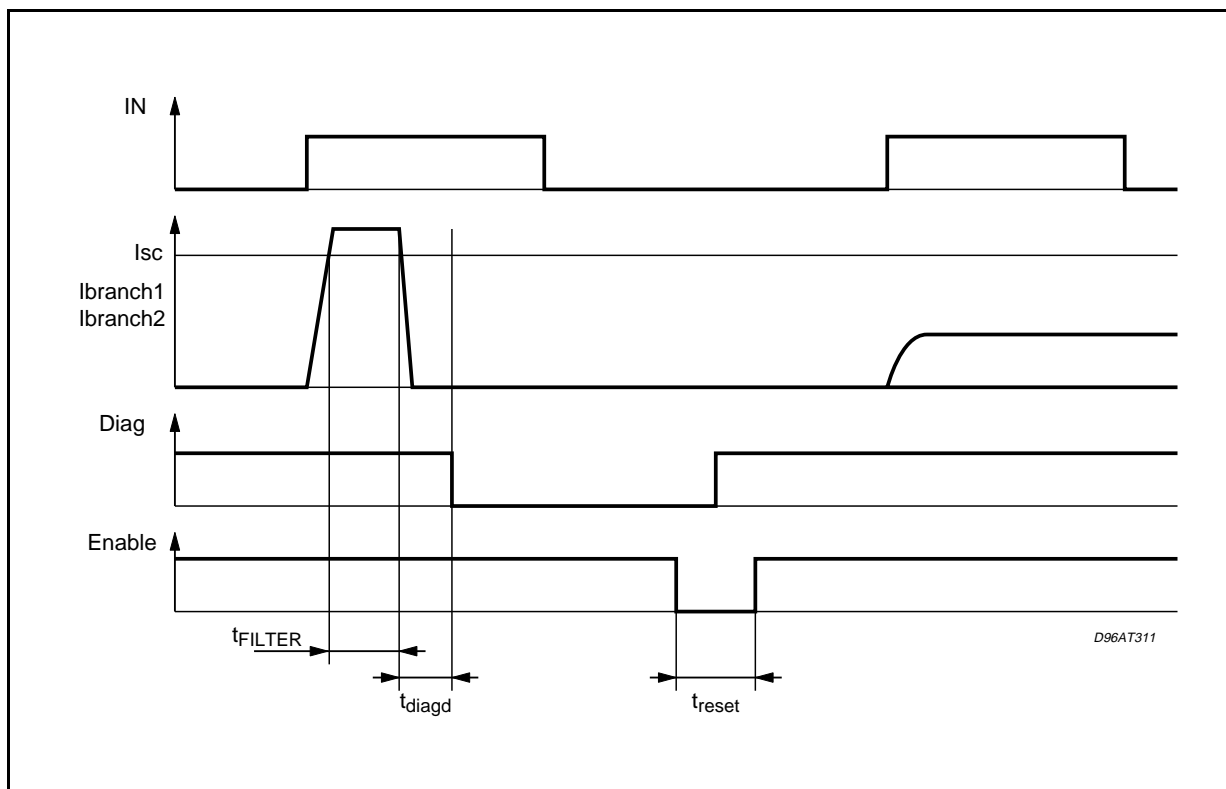 IN
Isc
Ibranch1
Ibranch2
Diag
Enable
tFILTER
D96AT311
tdiagd
treset